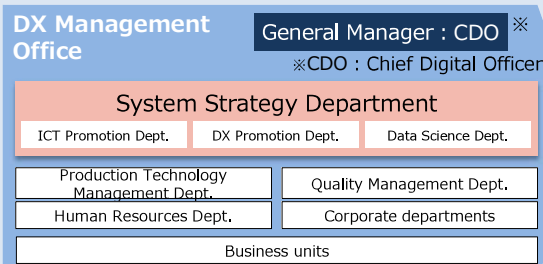 DX Management
Office
General Manager : CDO ※
※CDO : Chief Digital Officer
System Strategy Department
ICT Promotion Dept.
DX Promotion Dept.
Data Science Dept.
Production Technology
Management Dept.
Quality Management Dept.
Human Resources Dept.
Corporate departments
Business units